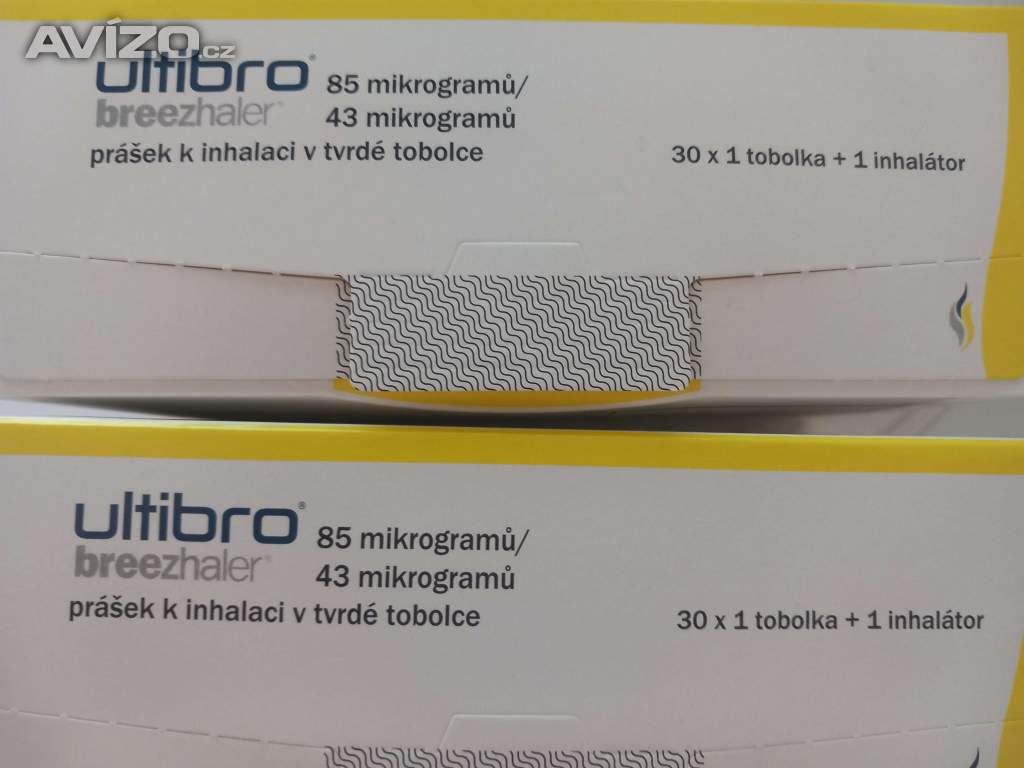 AVÍZO.cz
ultibro® 85 mikrogramů/
breezhaler® 43 mikrogramů
prášek k inhalaci v tvrdé tobolce
30 x 1 tobolka + 1 inhalátor
ultibro® 85 mikrogramů/
breezhaler® 43 mikrogramů
prášek k inhalaci v tvrdé tobolce
30 x 1 tobolka + 1 inhalátor